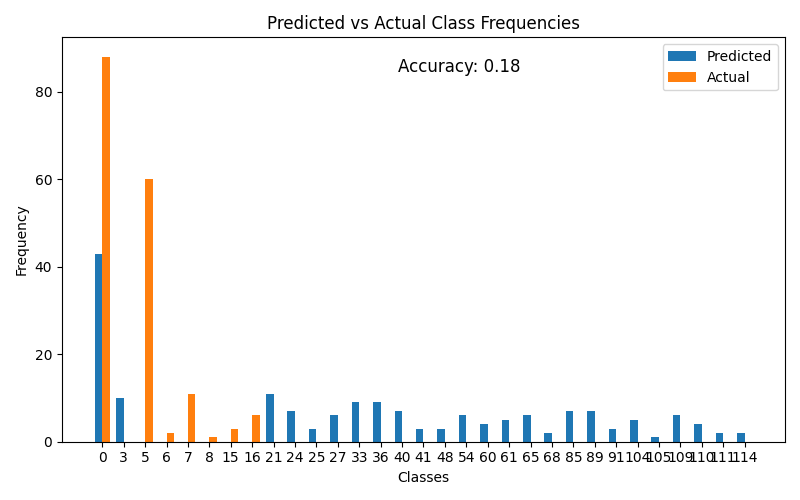 Predicted vs Actual Class Frequencies
Accuracy: 0.18
Predicted
Actual
80
60
40
20
0
Frequency
0 3 5 6 7 8 15 16 21 24 25 27 33 36 40 41 48 54 60 61 65 68 85 89 91 104 105 109 110 111 114
Classes